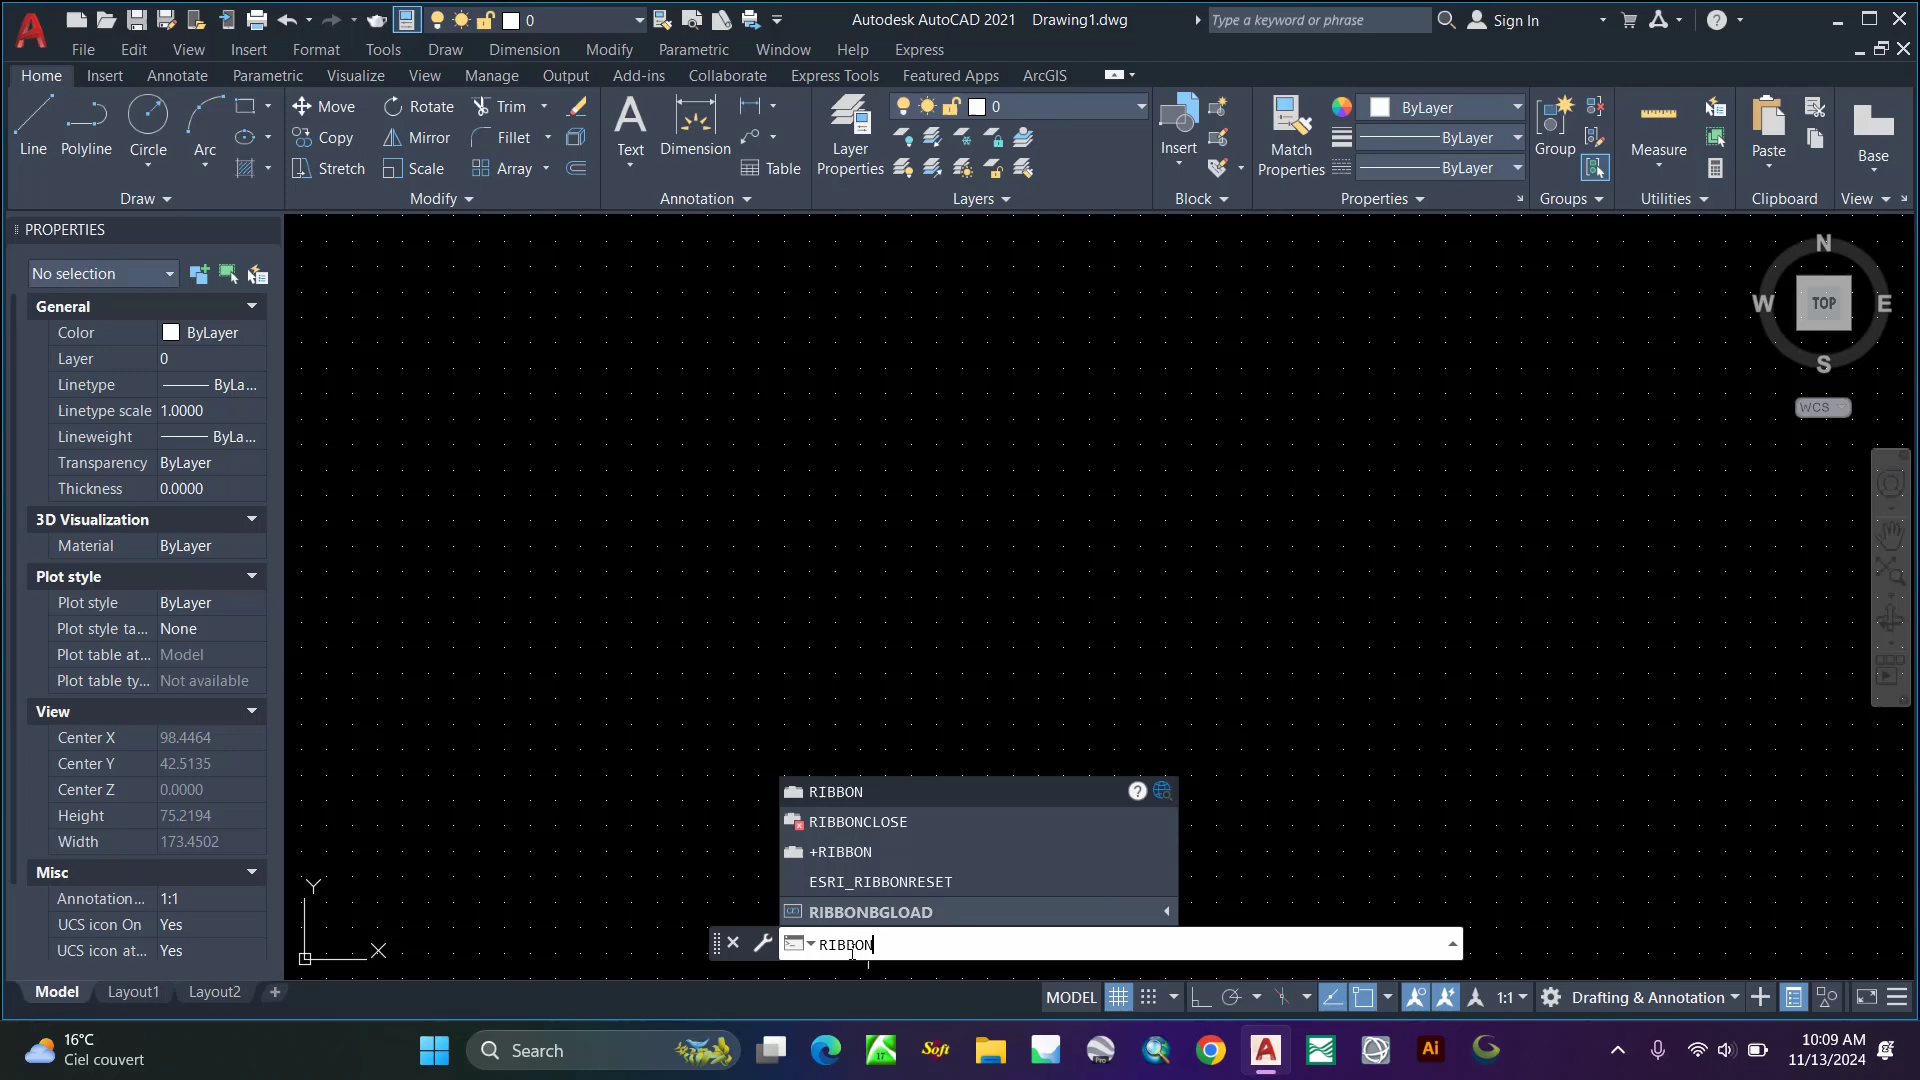 0 Autodesk AutoCAD 2021 Drawing1.dwg Type a keyword or phrase Sign In
File Edit View Insert Format Tools Draw Dimension Modify Parametric Window Help Express
Home Insert Annotate Parametric Visualize View Manage Output Add-ins Collaborate Express Tools Featured Apps ArcGIS
Line Polyline Circle Arc
Move Rotate Trim
Copy Mirror Fillet
Stretch Scale Array
Text Dimension Table
Layer Properties
0
Insert
Match Properties
ByLayer
ByLayer
ByLayer
Group Measure Paste Base
Draw Modify Annotation Layers Block Properties Groups Utilities Clipboard View
PROPERTIES
No selection
General
Color ByLayer
Layer 0
Linetype ByLa...
Linetype scale 1.0000
Lineweight ByLa...
Transparency ByLayer
Thickness 0.0000
3D Visualization
Material ByLayer
Plot style
Plot style ByLayer
Plot style ta... None
Plot table at... Model
Plot table ty... Not available
View
Center X 98.4464
Center Y 42.5135
Center Z 0.0000
Height 75.2194
Width 173.4502
Misc
Annotation... 1:1
UCS icon On Yes
UCS icon at... Yes
N
W TOP E
S
WCS
Y
X
RIBBON
RIBBONCLOSE
+RIBBON
ESRI_RIBBONRESET
RIBBONBGLOAD
RIBBON
Model Layout1 Layout2 +
MODEL 1:1 Drafting & Annotation
16°C
Ciel couvert
Search
17
Soft
Pro
A
Ai
10:09 AM
11/13/2024